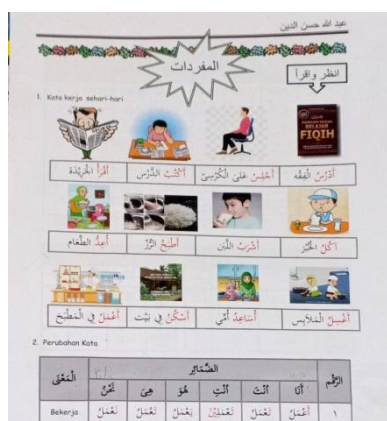 عبد الله حسن الدين
المفردات
انظر واقرأ
1. Kata kerja sehari-hari
BELAJAR
FIQIH
أَدْرُسُ الْفِقْه
أَجْلِسُ عَلَى الْكُرْسِيّ
أَكْتُبُ الدَّرْس
أَقْرَأُ الْجَرِيْدَة
آكُلُ الْخُبْز
أَشْرَبُ اللَّبَن
أَطْبَخُ الرُّزّ
أُعِدُّ الطَّعَام
أَغْسِلُ الْمَلَابِس
أُسَاعِدُ أُمِّي
أَسْكُنُ فِي بَيْت
أَعْمَلُ فِي الْمَطْبَخ
2. Perubahan Kata
الرَّقْم الضَّمَائِر الْمَعْنَى
أَنَا أَنْتَ أَنْتِ هُوَ هِيَ نَحْنُ
١ أَعْمَلُ تَعْمَلُ تَعْمَلِيْنَ يَعْمَلُ تَعْمَلُ نَعْمَلُ Bekerja